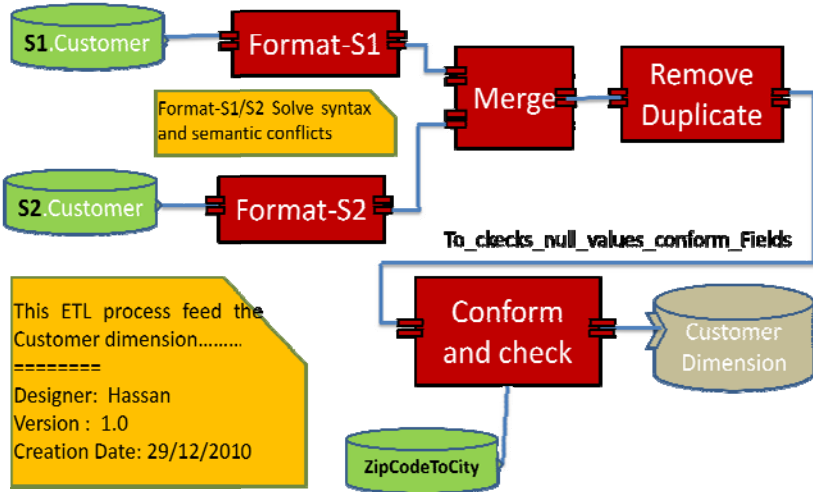 S1.Customer
Format-S1
Merge
Remove
Duplicate
Format-S1/S2 Solve syntax
and semantic conflicts
S2.Customer
Format-S2
To_ckecks_null_values_conform_Fields
This ETL process feed the
Customer dimension.........
========
Designer: Hassan
Version : 1.0
Creation Date: 29/12/2010
Conform
and check
Customer
Dimension
ZipCodeToCity